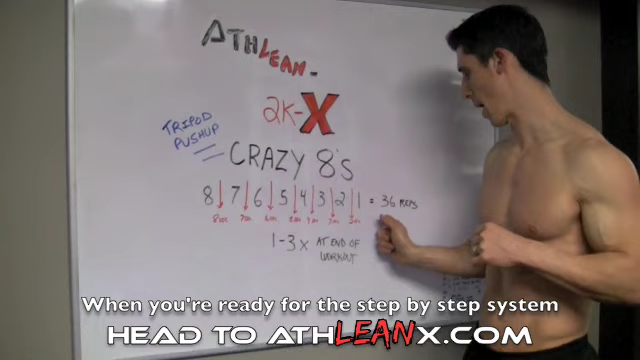 ATHLEAN -
2K-X
TRIPOD
PUSHUP
CRAZY 8's
8 7 6 5 4 3 2 1 = 36 REPS
1-3x AT END OF
WORKOUT
When you're ready for the step by step system
HEAD TO ATHLEANX.COM